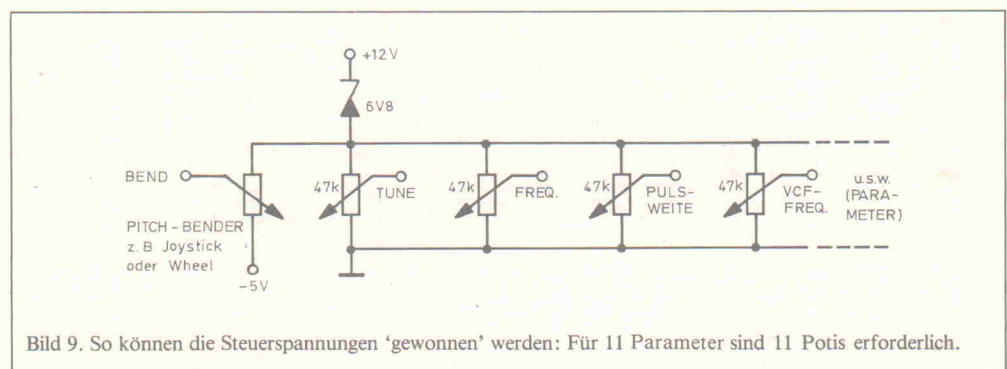 +12V
6V8
BEND
47k
TUNE
47k
FREQ.
47k
PULS-
WEITE
47k
VCF-
FREQ.
u.s.w.
(PARA-
METER)
PITCH-BENDER
z.B Joystick
oder Wheel
-5V
Bild 9. So können die Steuerspannungen ‘gewonnen’ werden: Für 11 Parameter sind 11 Potis erforderlich.